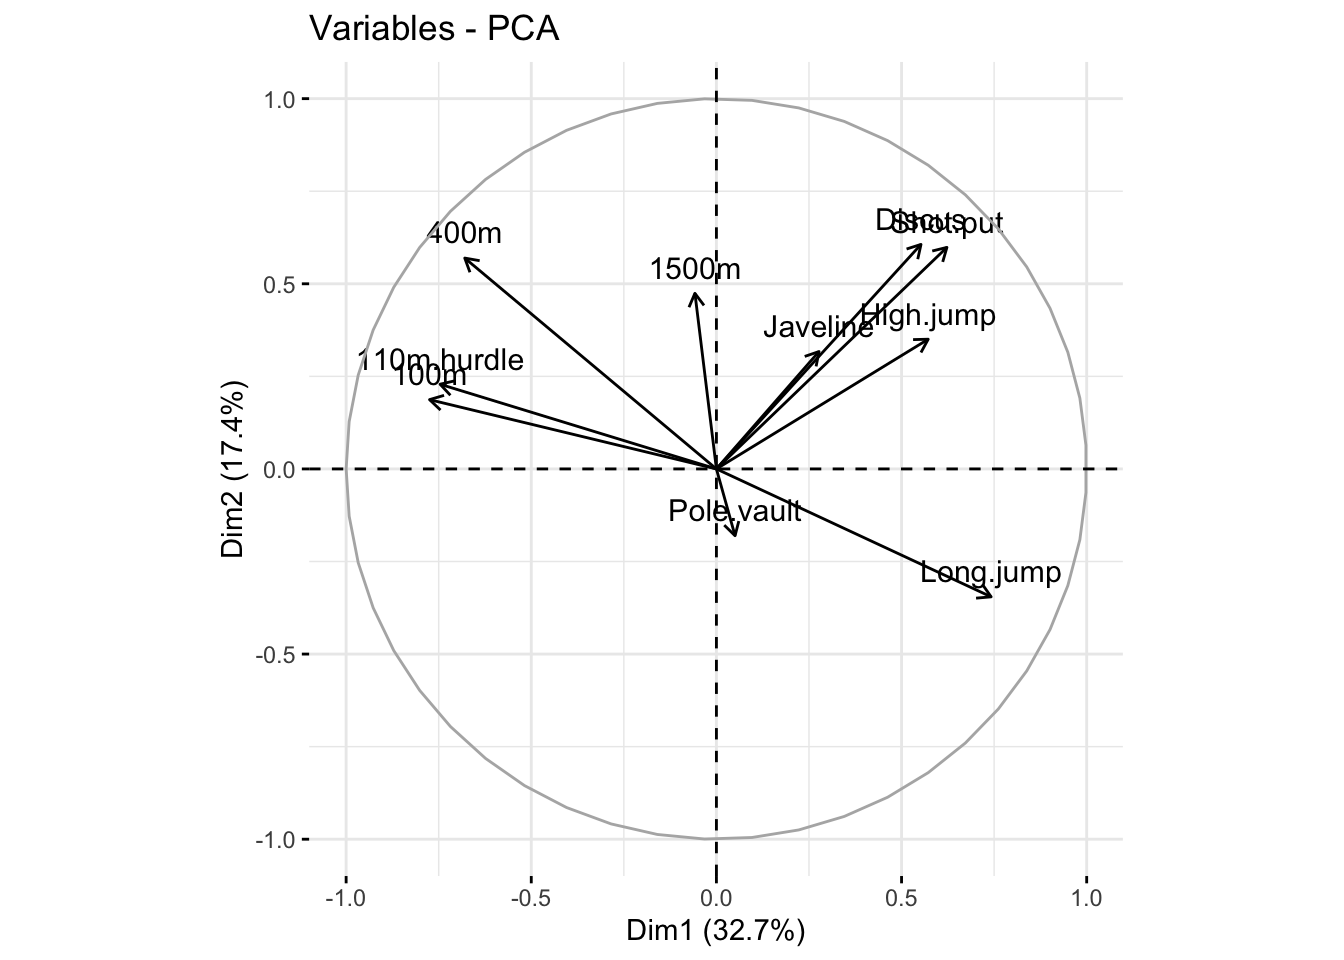 Variables - PCA
1.0
0.5
0.0
-0.5
-1.0
Dim2 (17.4%)
Discus
Shot.put
400m
1500m
High.jump
Javeline
110m.hurdle
100m
Pole.vault
Long.jump
-1.0
-0.5
0.0
0.5
1.0
Dim1 (32.7%)